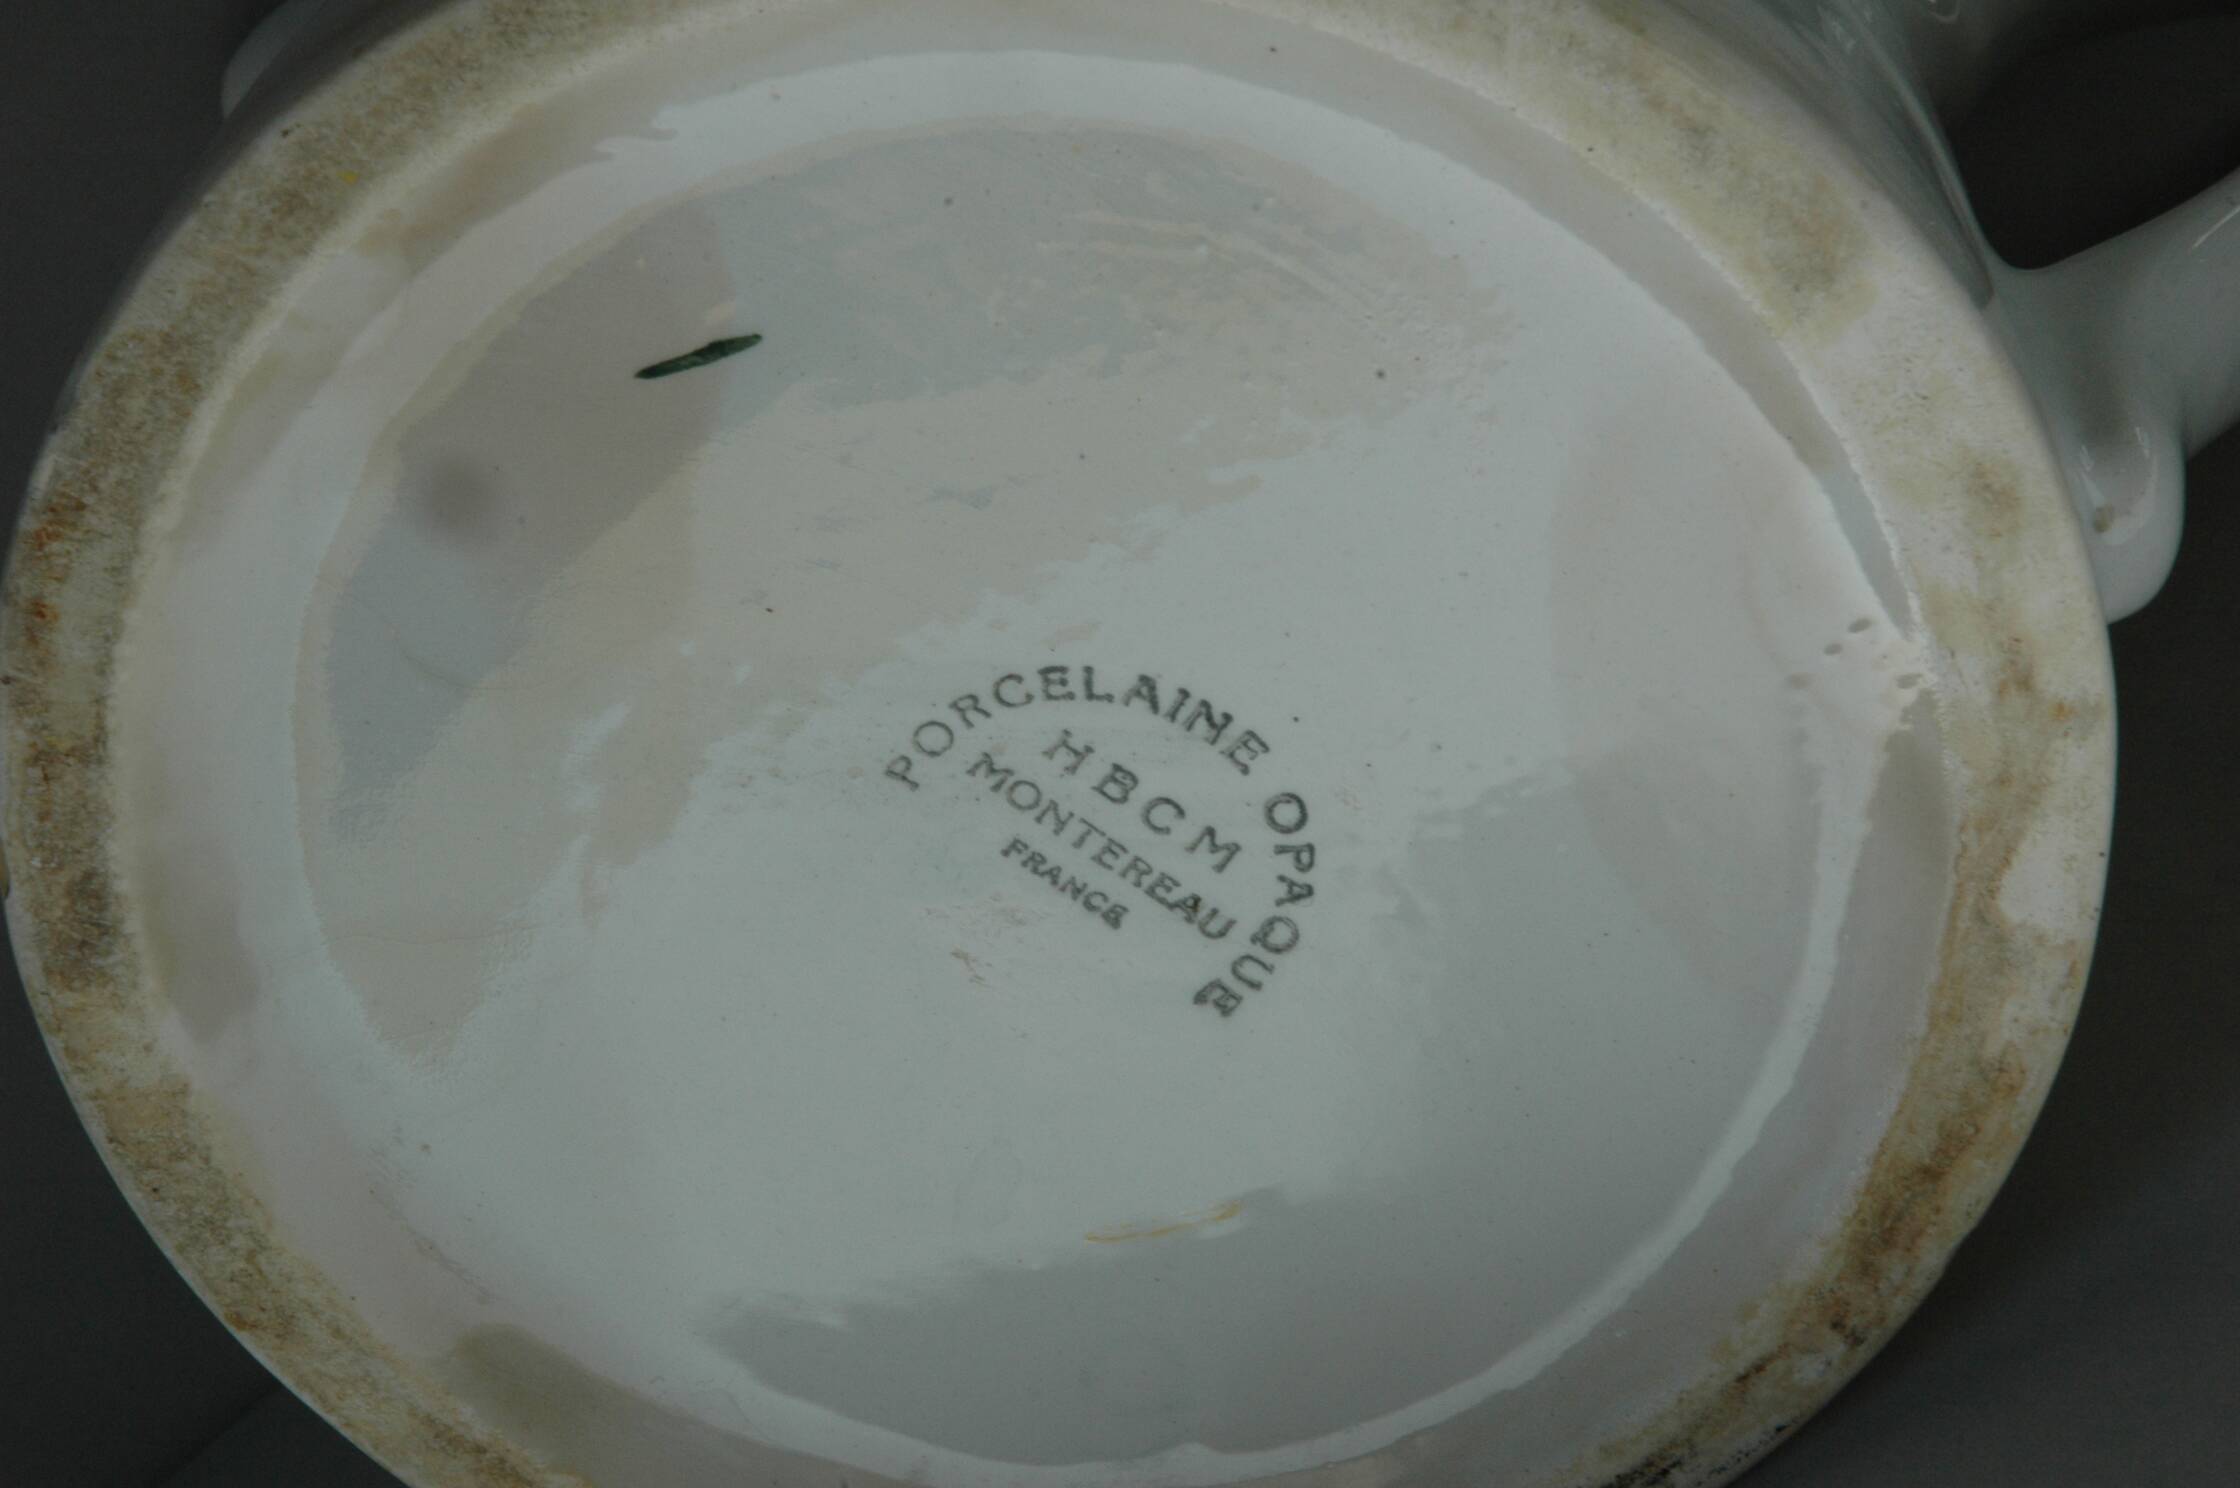 PORCELAINE OPAQUE
H B C M
MONTEREAU
FRANCE